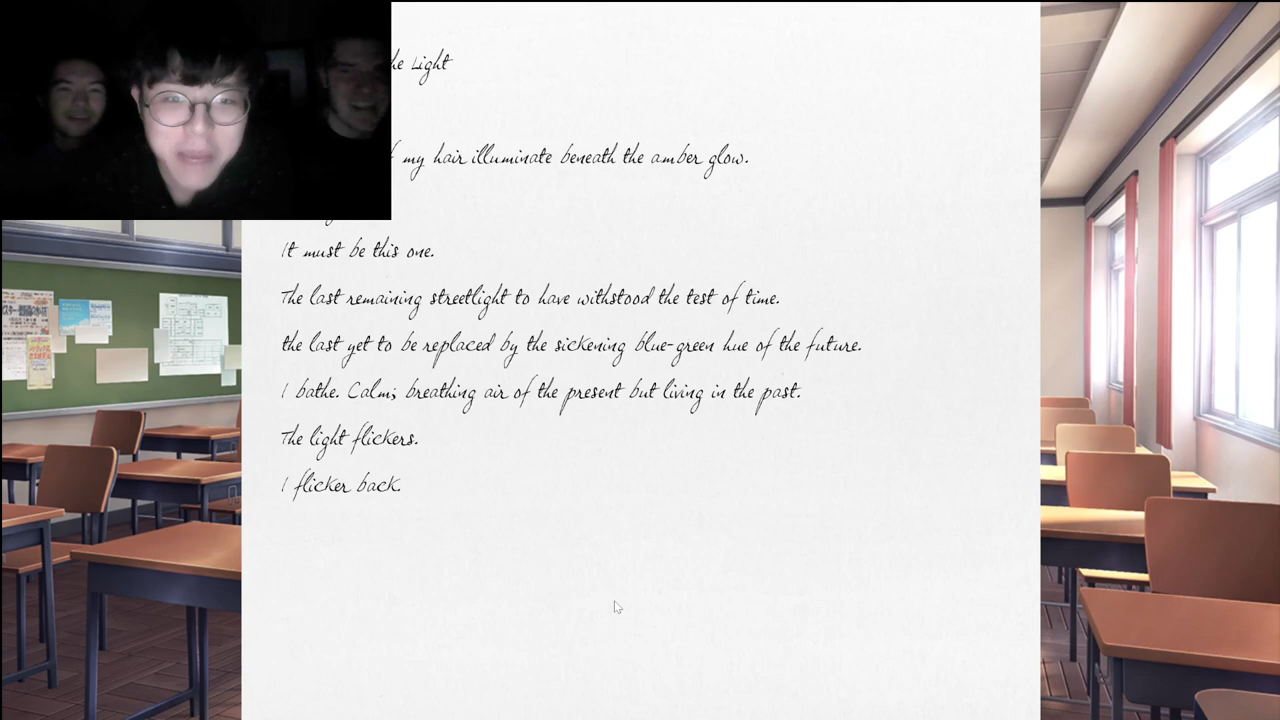 he Light
my hair illuminate beneath the amber glow.
It must be this one.
The last remaining streetlight to have withstood the test of time.
the last yet to be replaced by the sickening blue-green hue of the future.
I bathe. Calm; breathing air of the present but living in the past.
The light flickers.
I flicker back.